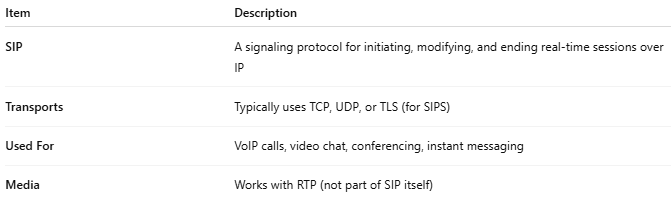 Item Description
SIP A signaling protocol for initiating, modifying, and ending real-time sessions over
IP
Transports Typically uses TCP, UDP, or TLS (for SIPS)
Used For VoIP calls, video chat, conferencing, instant messaging
Media Works with RTP (not part of SIP itself)